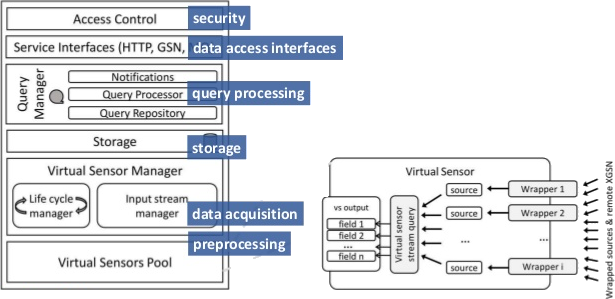 Access Control
security
Service Interfaces (HTTP, GSN,
data access interfaces
Query Manager
Notifications
Query Processor
Query Repository
query processing
Storage
storage
Virtual Sensor Manager
Life cycle
manager
Input stream
manager
data acquisition
preprocessing
Virtual Sensors Pool
Virtual Sensor
vs output
field 1
field 2
...
field n
Virtual sensor
stream query
source
Wrapper 1
source
Wrapper 2
...
...
source
Wrapper i
Wrapped sources & remote XGSN